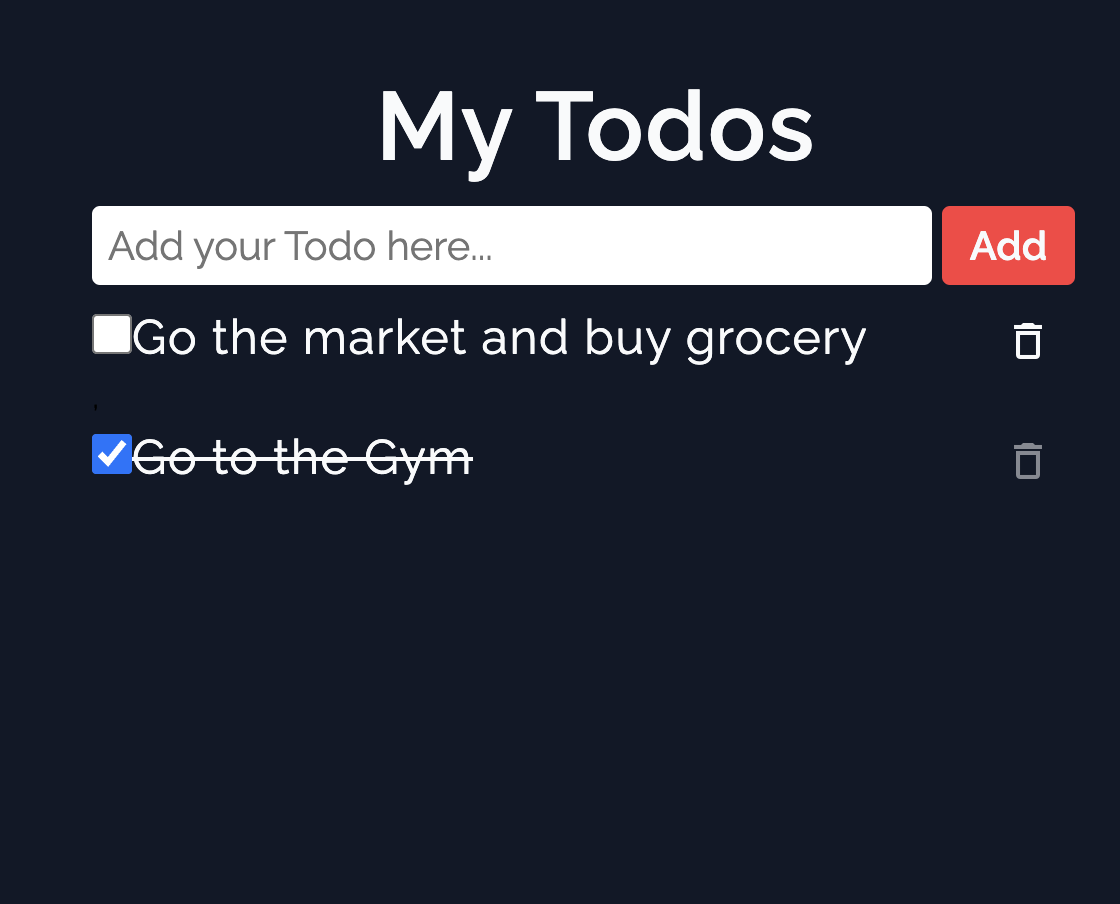 My Todos
Add your Todo here...
Add
Go the market and buy grocery
,
Go to the Gym